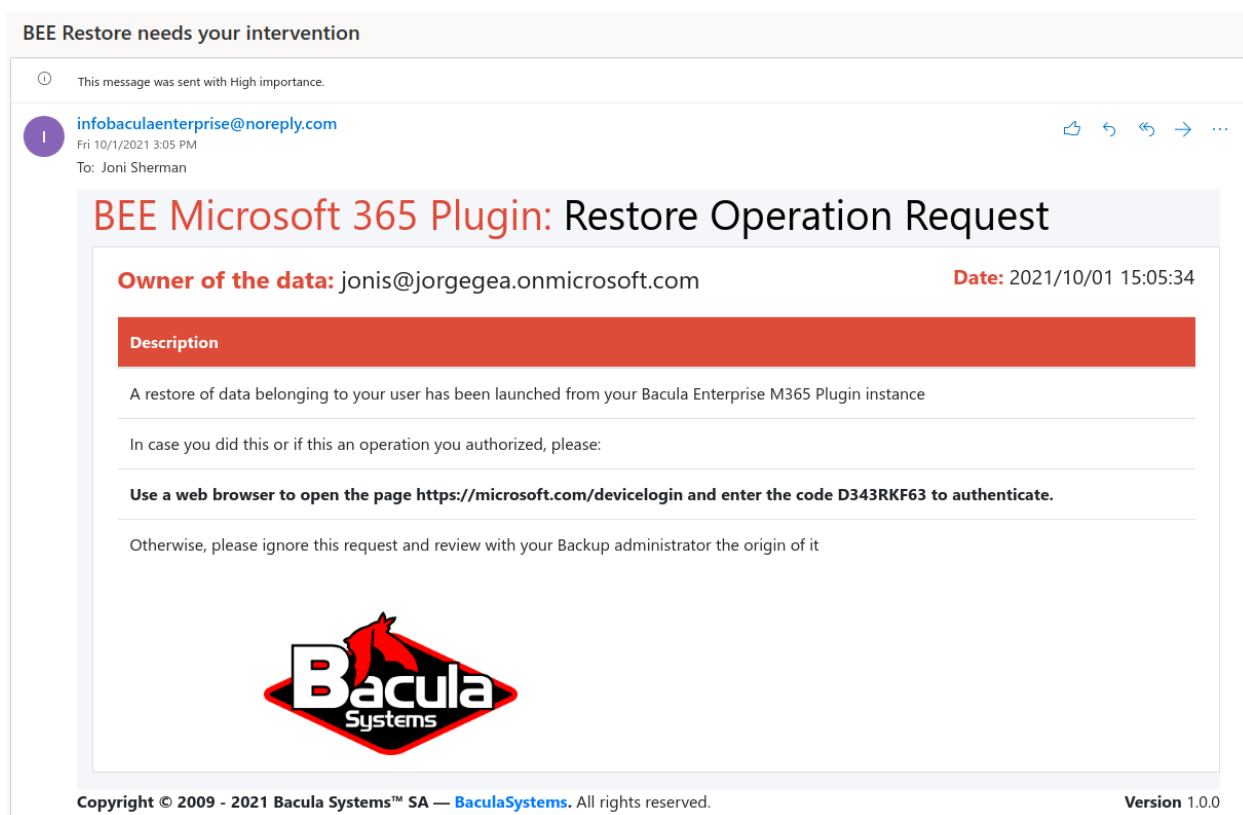 BEE Restore needs your intervention
This message was sent with High importance.
I
infobaculaenterprise@noreply.com
Fri 10/1/2021 3:05 PM
To: Joni Sherman
BEE Microsoft 365 Plugin: Restore Operation Request
Owner of the data: jonis@jorgegea.onmicrosoft.com Date: 2021/10/01 15:05:34
Description
A restore of data belonging to your user has been launched from your Bacula Enterprise M365 Plugin instance
In case you did this or if this an operation you authorized, please:
Use a web browser to open the page https://microsoft.com/devicelogin and enter the code D343RKF63 to authenticate.
Otherwise, please ignore this request and review with your Backup administrator the origin of it
Bacula
Systems
Copyright © 2009 - 2021 Bacula Systems™ SA — BaculaSystems. All rights reserved. Version 1.0.0